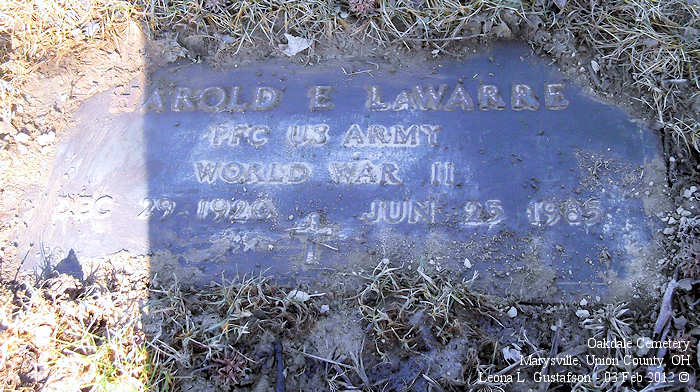 HAROLD E LAWARRE
PFC US ARMY
WORLD WAR II
DEC 29 1920 JUN 25 1985
Oakdale Cemetery
Marysville, Union County, OH
Leona L. Gustafson, 03 Feb 2012 ©